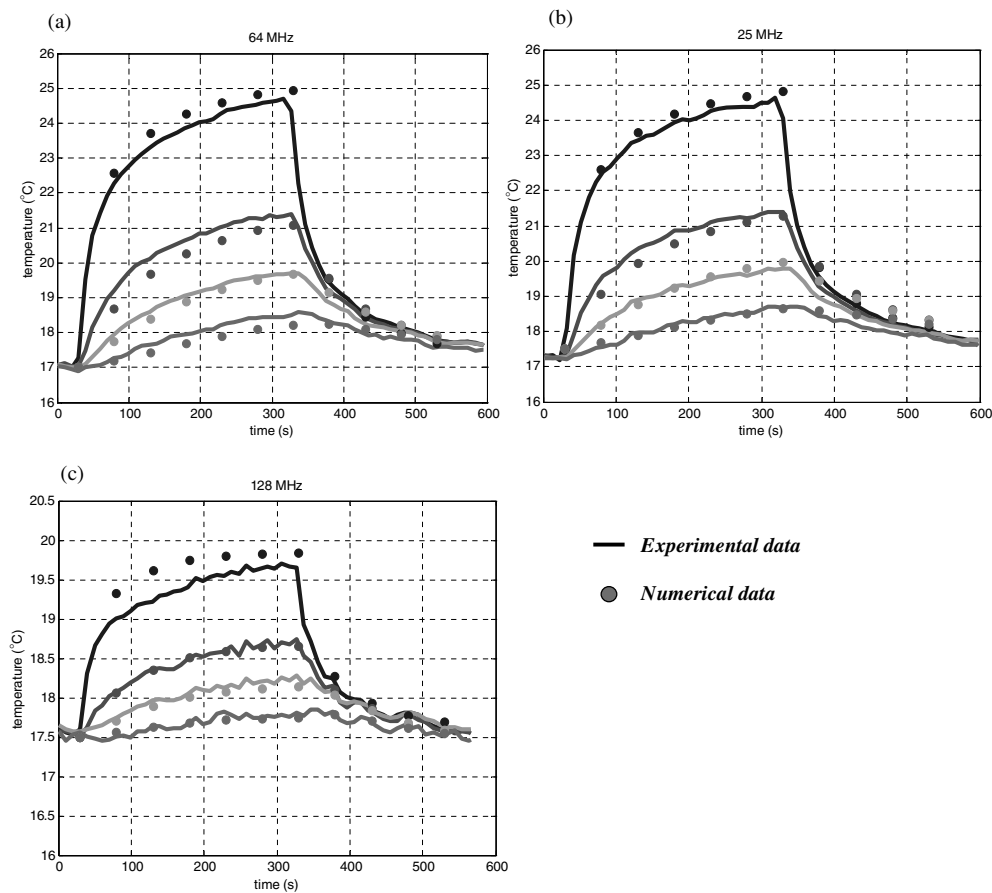 (a)
64 MHz
26
25
24
23
22
21
20
19
18
17
16
temperature (°C)
0 100 200 300 400 500 600
time (s)
(b)
25 MHz
26
25
24
23
22
21
20
19
18
17
16
temperature (°C)
0 100 200 300 400 500 600
time (s)
(c)
128 MHz
20.5
20
19.5
19
18.5
18
17.5
17
16.5
16
temperature (°C)
0 100 200 300 400 500 600
time (s)
Experimental data
Numerical data